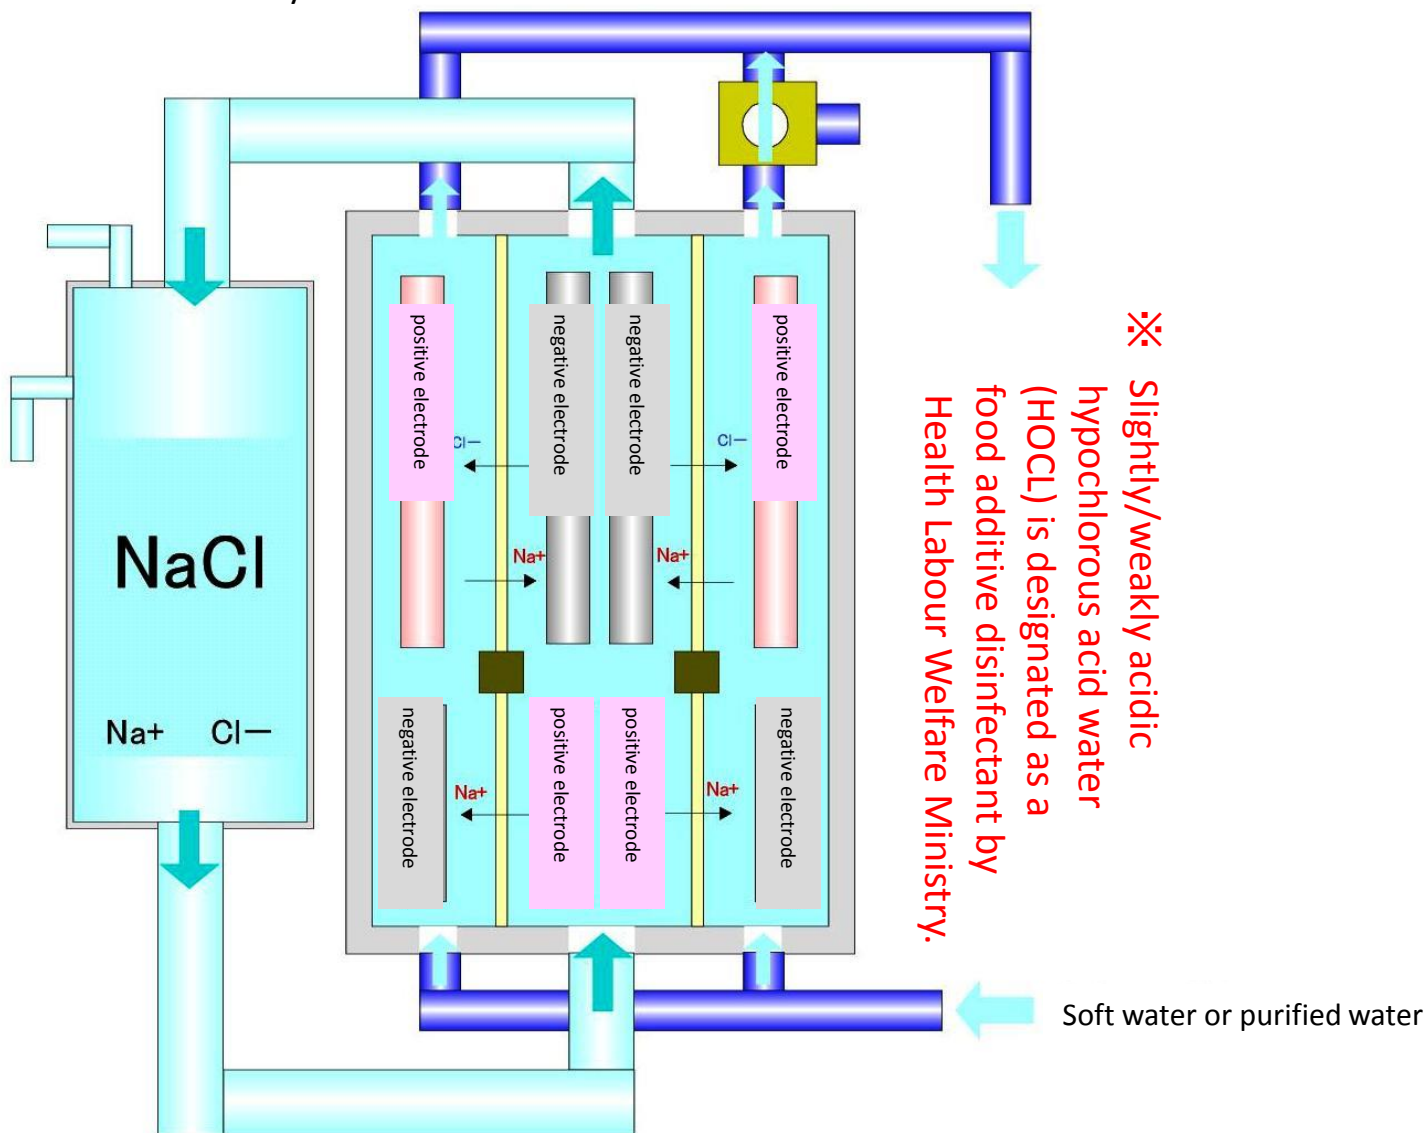 positive electrode
negative electrode
negative electrode
positive electrode
Cl−
Cl−
Na+
Na+
NaCl
Na+ Cl−
negative electrode
positive electrode
positive electrode
negative electrode
Na+
Na+
※ Slightly/weakly acidic
hypochlorous acid water
(HOCL) is designated as a
food additive disinfectant by
Health Labour Welfare Ministry.
Soft water or purified water